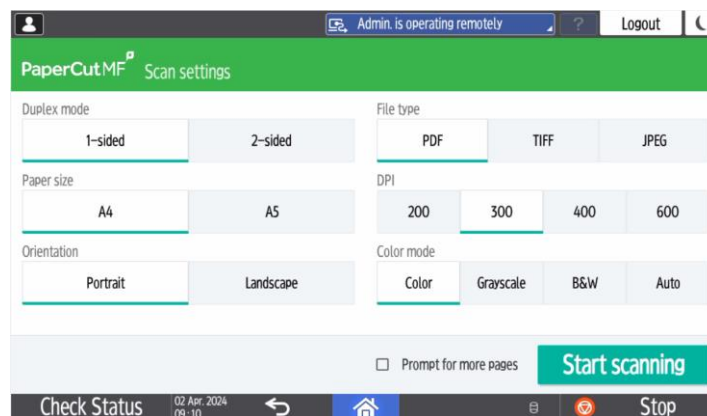 Admin. is operating remotely ? Logout
PaperCutMF Scan settings
Duplex mode
1-sided 2-sided
File type
PDF TIFF JPEG
Paper size
A4 A5
DPI
200 300 400 600
Orientation
Portrait Landscape
Color mode
Color Grayscale B&W Auto
Prompt for more pages Start scanning
Check Status 02 Apr. 2024
09:10
Stop